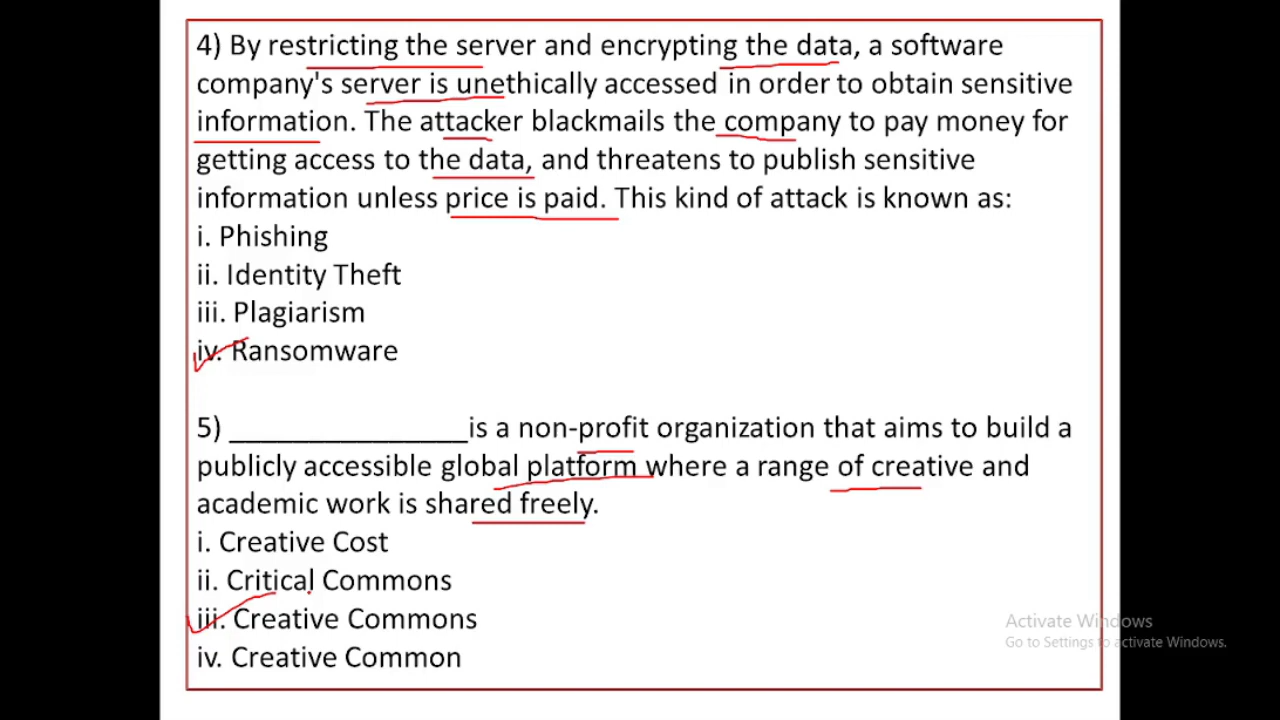 4) By restricting the server and encrypting the data, a software
company's server is unethically accessed in order to obtain sensitive
information. The attacker blackmails the company to pay money for
getting access to the data, and threatens to publish sensitive
information unless price is paid. This kind of attack is known as:
i. Phishing
ii. Identity Theft
iii. Plagiarism
iv. Ransomware
5) _______________is a non-profit organization that aims to build a
publicly accessible global platform where a range of creative and
academic work is shared freely.
i. Creative Cost
ii. Critical Commons
iii. Creative Commons
iv. Creative Common
Activate Windows
Go to Settings to activate Windows.